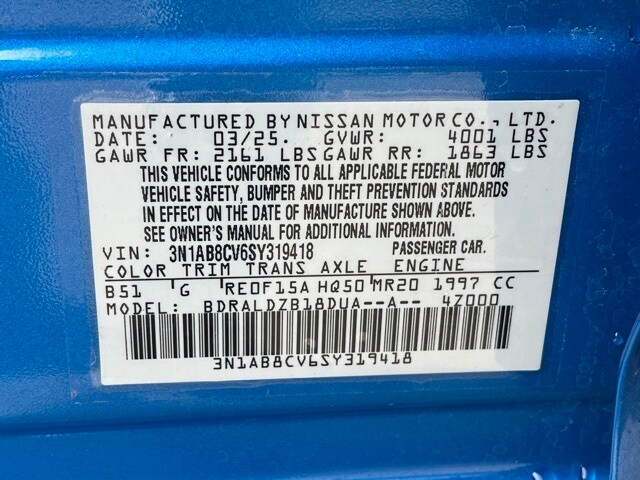 MANUFACTURED BY NISSAN MOTOR CO., LTD.
DATE: 03/25. GVWR: 4001 LBS
GAWR FR: 2161 LBS GAWR RR: 1863 LBS
THIS VEHICLE CONFORMS TO ALL APPLICABLE FEDERAL MOTOR
VEHICLE SAFETY, BUMPER AND THEFT PREVENTION STANDARDS
IN EFFECT ON THE DATE OF MANUFACTURE SHOWN ABOVE.
SEE OWNER'S MANUAL FOR ADDITIONAL INFORMATION.
VIN: 3N1AB8CV6SY319418 PASSENGER CAR.
COLOR TRIM TRANS AXLE ENGINE
B51 G RE0F15A HQ50 MR20 1997 CC
MODEL: BDRALDZB18DUA--A-- 4Z000
3N1AB8CV6SY319418